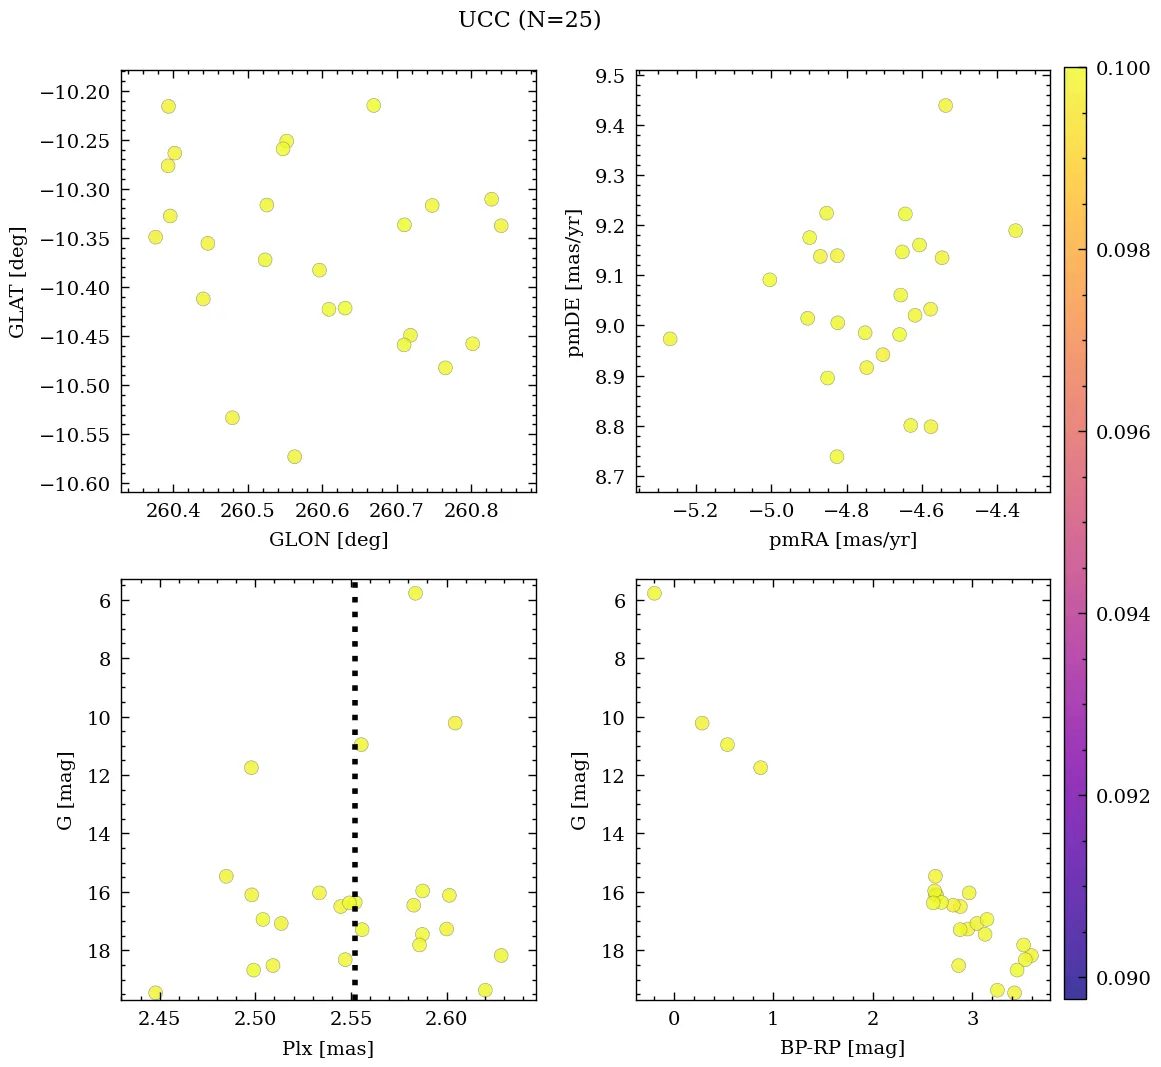 UCC (N=25)
−10.20
−10.25
−10.30
−10.35
−10.40
−10.45
−10.50
−10.55
−10.60
GLAT [deg]
260.4 260.5 260.6 260.7 260.8
GLON [deg]
9.5
9.4
9.3
9.2
9.1
9.0
8.9
8.8
8.7
pmDE [mas/yr]
−5.2 −5.0 −4.8 −4.6 −4.4
pmRA [mas/yr]
6
8
10
12
14
16
18
G [mag]
2.45 2.50 2.55 2.60
Plx [mas]
6
8
10
12
14
16
18
G [mag]
0 1 2 3
BP-RP [mag]
0.100
0.098
0.096
0.094
0.092
0.090